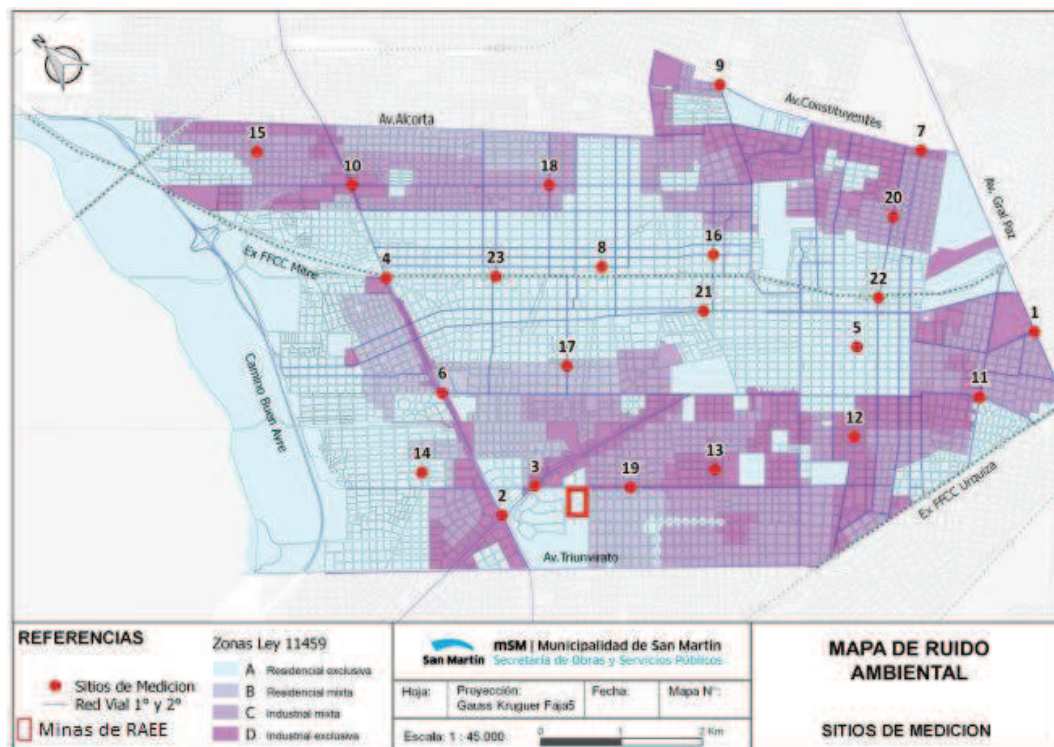 N
9
Av.Constituyentes
Av.Alcorta
7
15
10
18
Av. Gral Paz
20
16
8
Ex FFCC Mitre
4
23
22
21
1
5
17
6
11
Camino Buen Ayre
12
14
13
3
19
2
Ex FFCC Urquiza
Av.Triunvirato
REFERENCIAS
Sitios de Medicion
Red Vial 1° y 2°
Minas de RAEE
Zonas Ley 11459
A Residencial exclusiva
B Residencial mixta
C Industrial mixta
D Industrial exclusiva
San Martín
mSM | Municipalidad de San Martín
Secretaría de Obras y Servicios Públicos
Hoja:
Proyección:
Gauss Kruguer Faja5
Fecha:
Mapa N°:
Escala: 1 : 45.000
0 1 2 Km
MAPA DE RUIDO
AMBIENTAL
SITIOS DE MEDICION